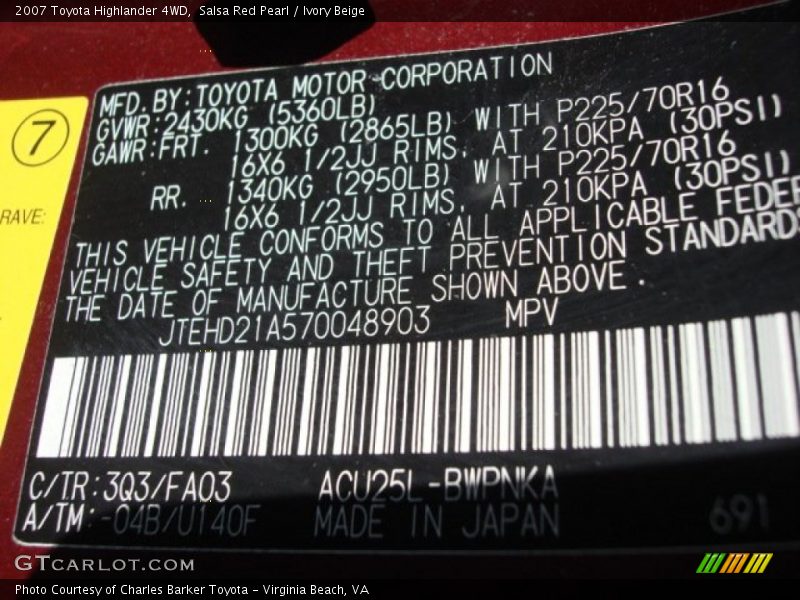 2007 Toyota Highlander 4WD, Salsa Red Pearl / Ivory Beige
7
RAVE:
MFD. BY: TOYOTA MOTOR CORPORATION
GVWR: 2430KG (5360LB)
GAWR: FRT. 1300KG (2865LB) WITH P225/70R16
16X6 1/2JJ RIMS, AT 210KPA (30PSI)
RR. 1340KG (2950LB) WITH P225/70R16
16X6 1/2JJ RIMS, AT 210KPA (30PSI)
THIS VEHICLE CONFORMS TO ALL APPLICABLE FEDER
VEHICLE SAFETY AND THEFT PREVENTION STANDARDS
THE DATE OF MANUFACTURE SHOWN ABOVE.
JTEHD21A570048903 MPV
C/TR: 3Q3/FA03 ACU25L-BWPNKA
A/TM: -04B/U140F MADE IN JAPAN 691
GTCARLOT.COM
Photo Courtesy of Charles Barker Toyota - Virginia Beach, VA